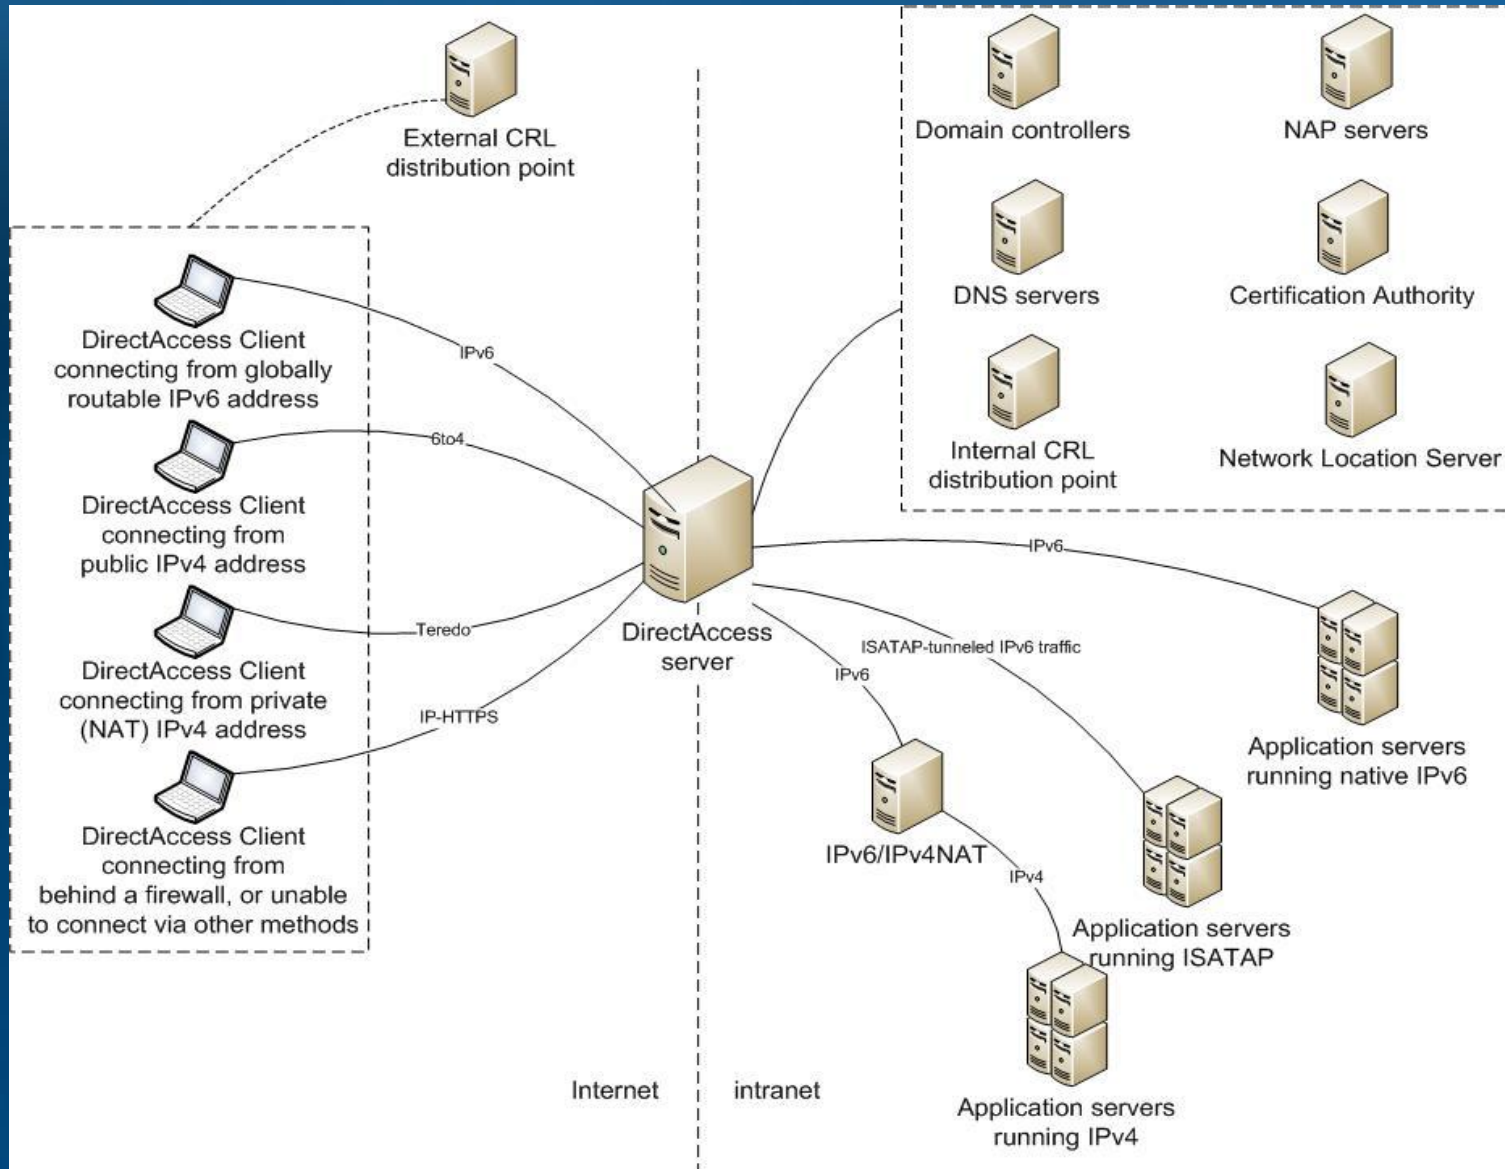 External CRL
distribution point
Domain controllers
NAP servers
DNS servers
Certification Authority
Internal CRL
distribution point
Network Location Server
DirectAccess Client
connecting from globally
routable IPv6 address
IPv6
DirectAccess Client
connecting from
public IPv4 address
6to4
DirectAccess Client
connecting from private
(NAT) IPv4 address
Teredo
DirectAccess Client
connecting from
behind a firewall, or unable
to connect via other methods
IP-HTTPS
DirectAccess
server
IPv6
Application servers
running native IPv6
ISATAP-tunneled IPv6 traffic
Application servers
running ISATAP
IPv6
IPv6/IPv4NAT
IPv4
Application servers
running IPv4
Internet
intranet